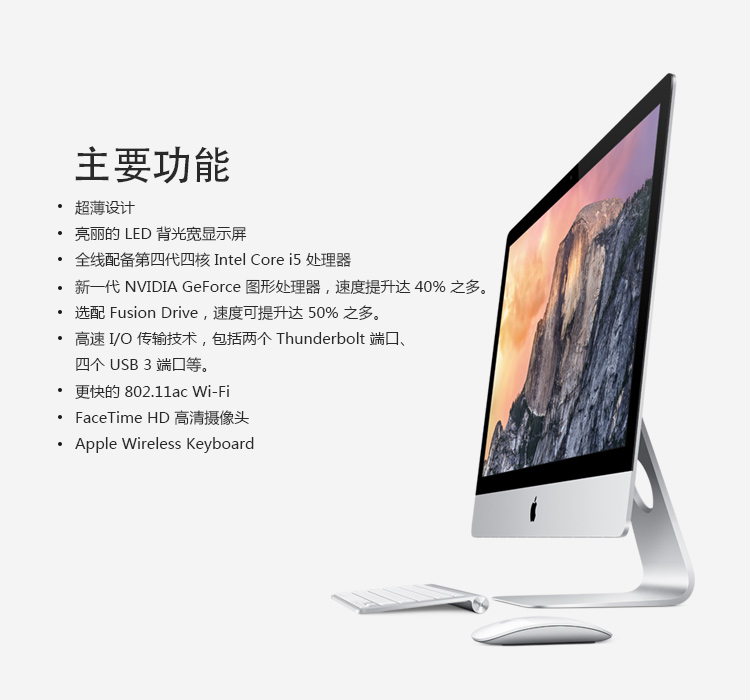 主要功能
• 超薄设计
• 亮丽的 LED 背光宽显示屏
• 全线配备第四代四核 Intel Core i5 处理器
• 新一代 NVIDIA GeForce 图形处理器，速度提升达 40% 之多。
• 选配 Fusion Drive，速度可提升达 50% 之多。
• 高速 I/O 传输技术，包括两个 Thunderbolt 端口、
四个 USB 3 端口等。
• 更快的 802.11ac Wi-Fi
• FaceTime HD 高清摄像头
• Apple Wireless Keyboard